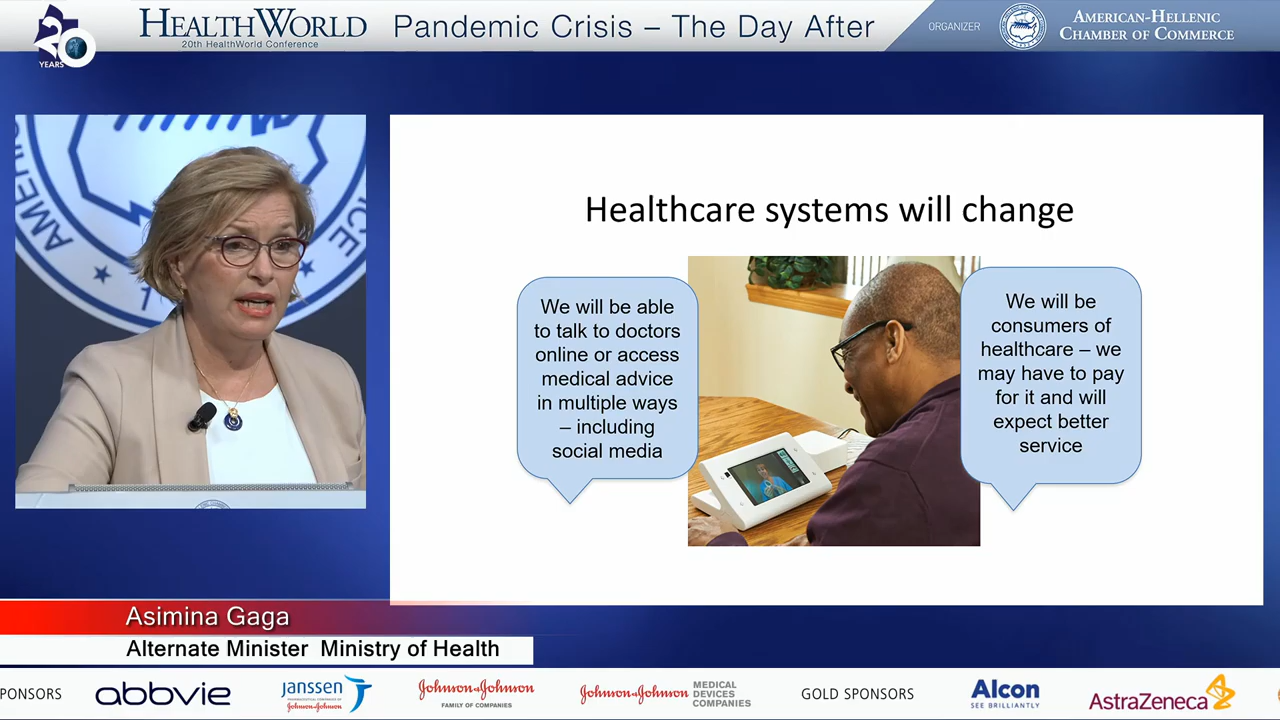 YEARS
HEALTHWORLD
20th HealthWorld Conference
Pandemic Crisis – The Day After
ORGANIZER
AMERICAN-HELLENIC
CHAMBER OF COMMERCE
Healthcare systems will change
We will be able
to talk to doctors
online or access
medical advice
in multiple ways
– including
social media
We will be
consumers of
healthcare – we
may have to pay
for it and will
expect better
service
Asimina Gaga
Alternate Minister Ministry of Health
PONSORS
abbvie
janssen
Johnson & Johnson
Johnson & Johnson
FAMILY OF COMPANIES
Johnson & Johnson
MEDICAL
DEVICES
COMPANIES
GOLD SPONSORS
Alcon
SEE BRILLIANTLY
AstraZeneca